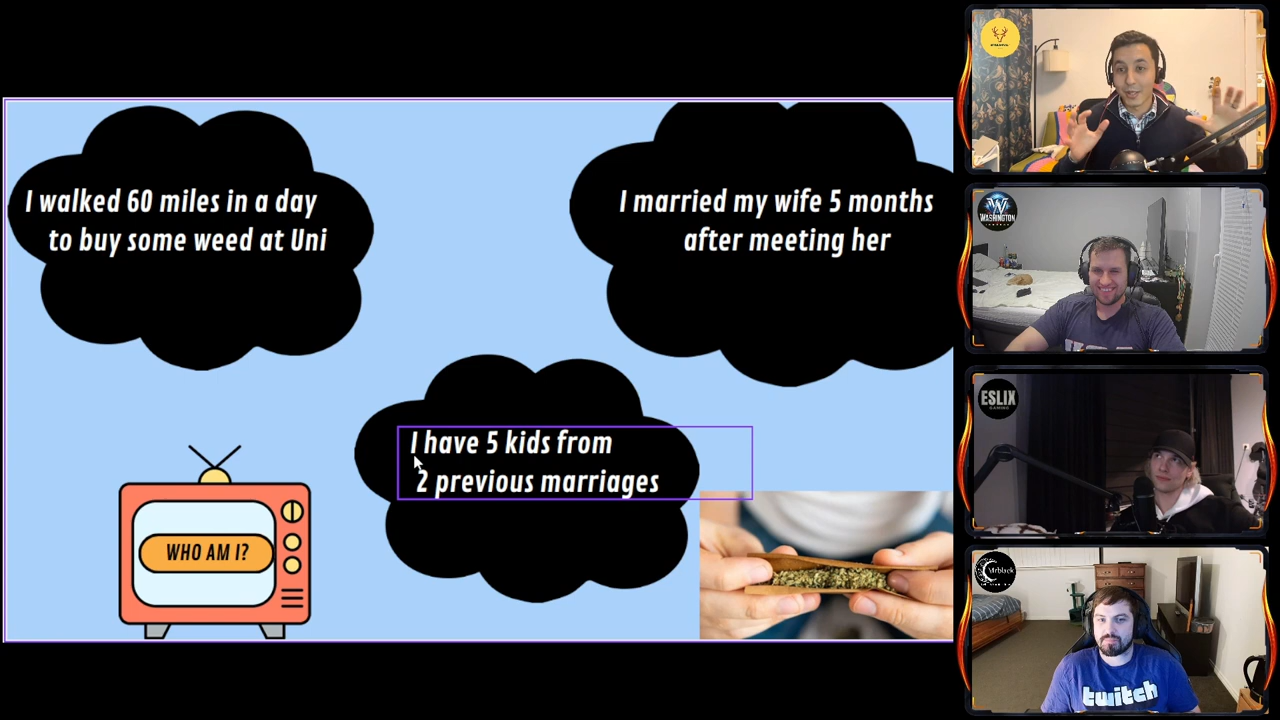 I walked 60 miles in a day
to buy some weed at Uni
I married my wife 5 months
after meeting her
I have 5 kids from
2 previous marriages
WHO AM I?
WASHINGTON
ESLIX
GAMING
Mrblack
twitch